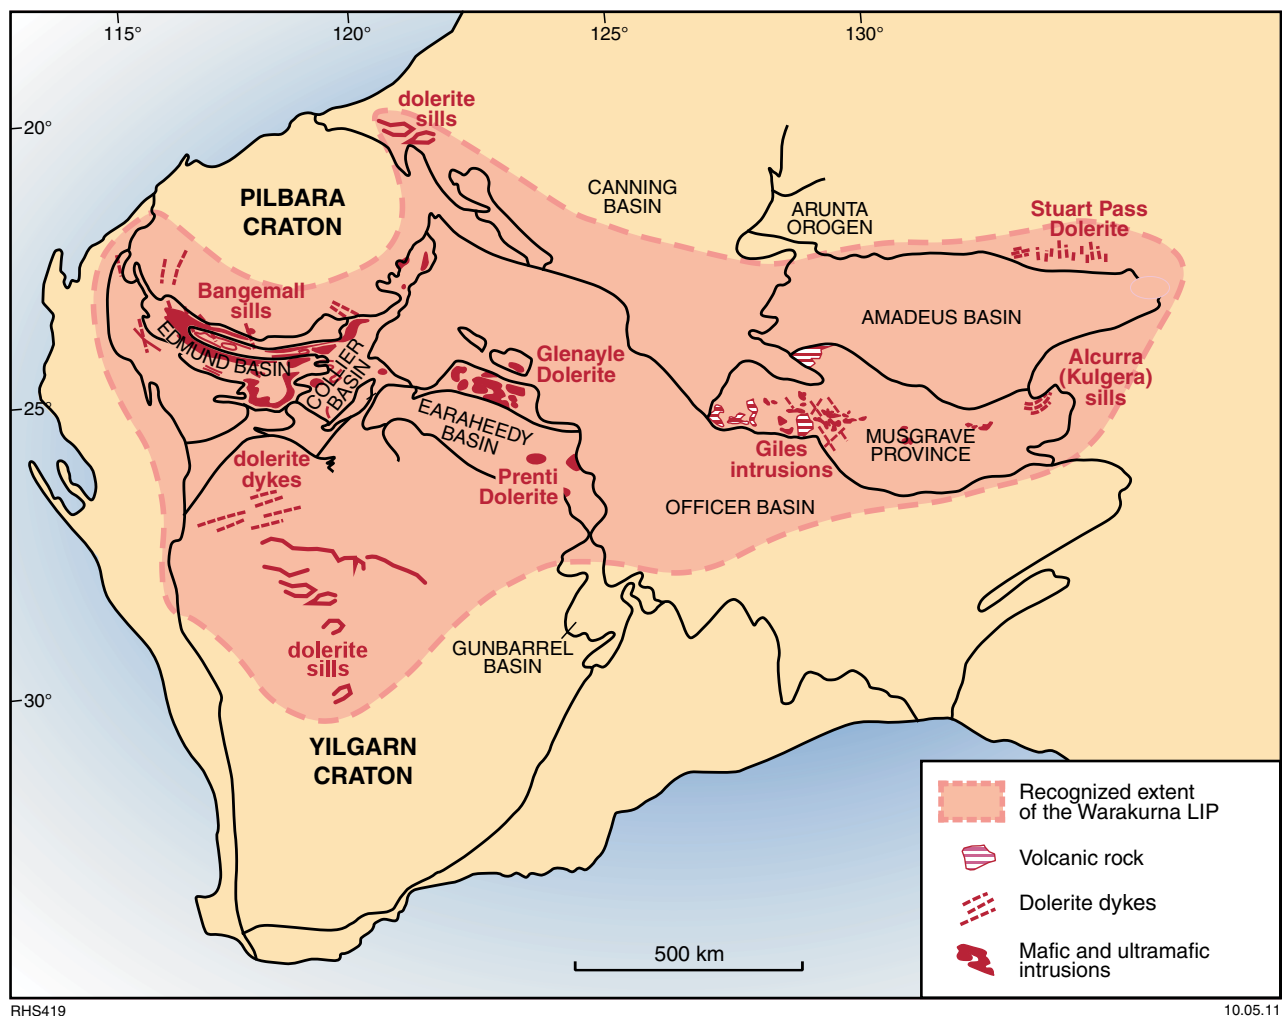 115°
120°
125°
130°
20°
25°
30°
dolerite
sills
PILBARA
CRATON
CANNING
BASIN
ARUNTA
OROGEN
Stuart Pass
Dolerite
Bangemall
sills
EDMUND BASIN
COLLIER
BASIN
AMADEUS BASIN
Glenayle
Dolerite
Alcurra
(Kulgera)
sills
EARAHEEDY
BASIN
Giles
intrusions
MUSGRAVE
PROVINCE
dolerite
dykes
Prenti
Dolerite
OFFICER BASIN
dolerite
sills
GUNBARREL
BASIN
YILGARN
CRATON
Recognized extent
of the Warakurna LIP
Volcanic rock
Dolerite dykes
Mafic and ultramafic
intrusions
500 km
RHS419
10.05.11